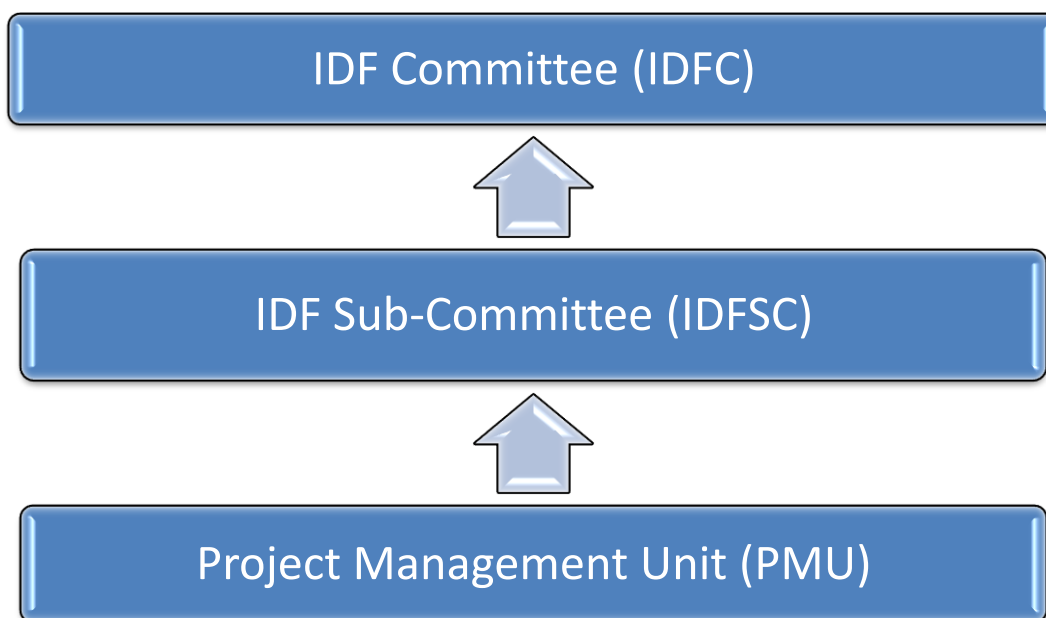 IDF Committee (IDFC)
IDF Sub-Committee (IDFSC)
Project Management Unit (PMU)